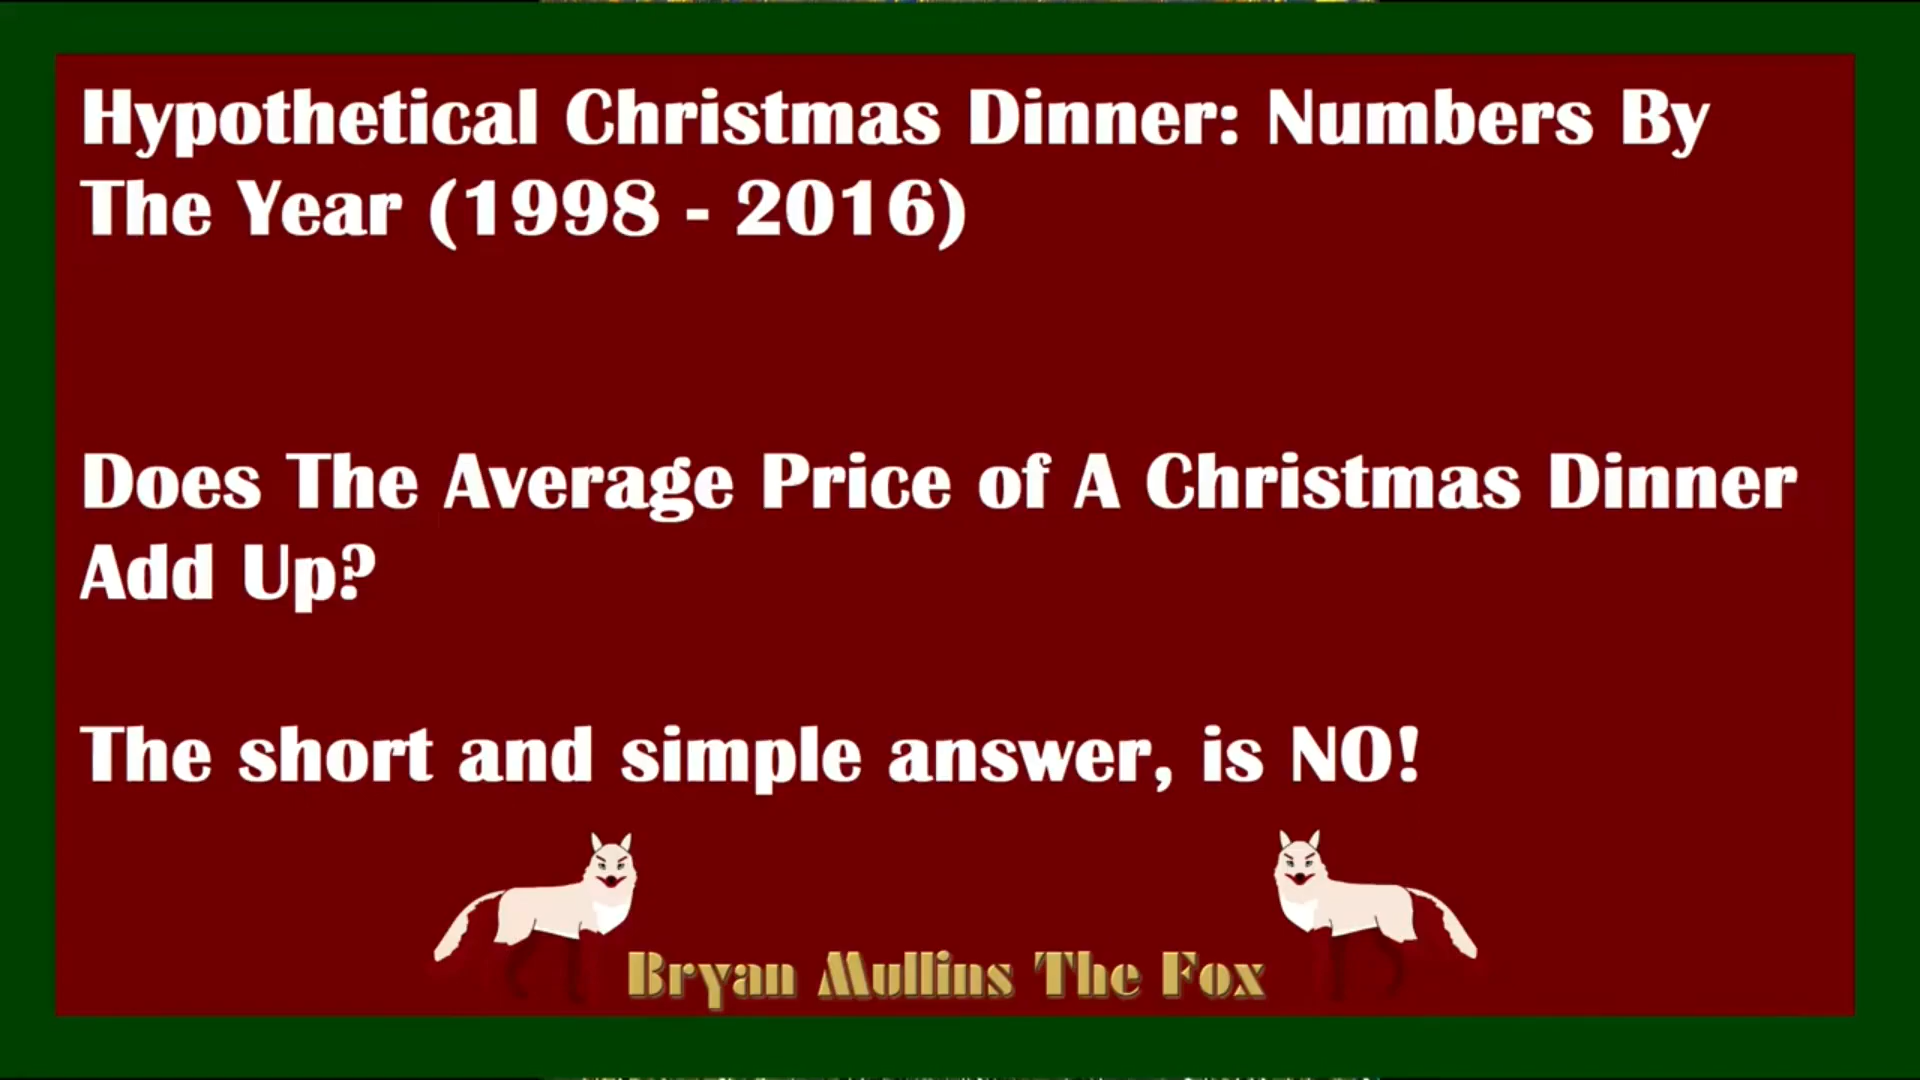 Hypothetical Christmas Dinner: Numbers By
The Year (1998 - 2016)
Does The Average Price of A Christmas Dinner
Add Up?
The short and simple answer, is NO!
Bryan Mullins The Fox